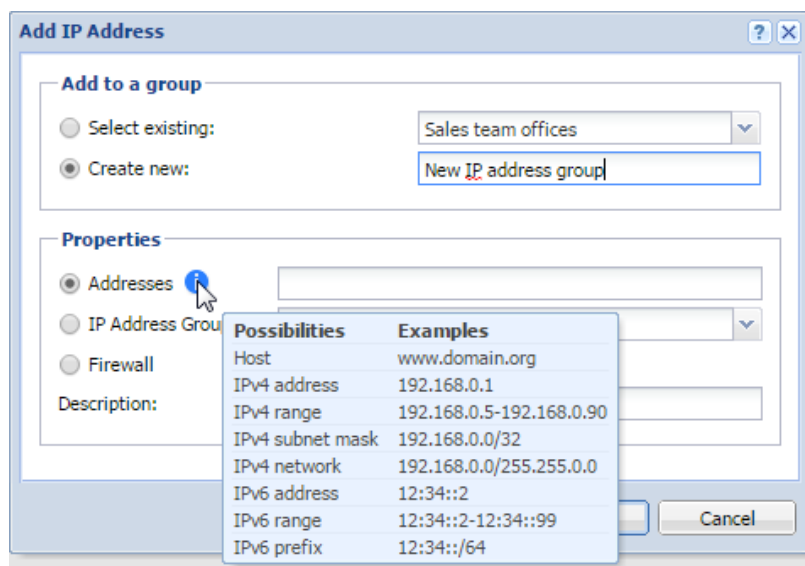 Add IP Address
Add to a group
Select existing: Sales team offices
Create new: New IP address group
Properties
Addresses
IP Address Grou
Firewall
Description:
Possibilities Examples
Host www.domain.org
IPv4 address 192.168.0.1
IPv4 range 192.168.0.5-192.168.0.90
IPv4 subnet mask 192.168.0.0/32
IPv4 network 192.168.0.0/255.255.0.0
IPv6 address 12:34::2
IPv6 range 12:34::2-12:34::99
IPv6 prefix 12:34::/64
Cancel